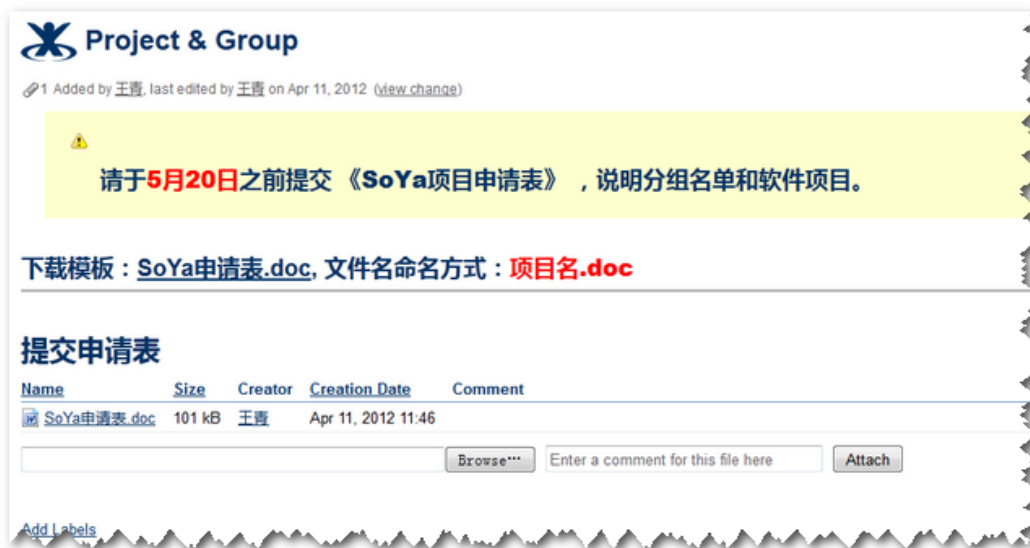 Project & Group
1 Added by 王青, last edited by 王青 on Apr 11, 2012 (view change)
请于5月20日之前提交 《SoYa项目申请表》 ，说明分组名单和软件项目。
下载模板：SoYa申请表.doc, 文件名命名方式：项目名.doc
提交申请表
Name Size Creator Creation Date Comment
SoYa申请表.doc 101 kB 王青 Apr 11, 2012 11:46
Browse… Enter a comment for this file here Attach
Add Labels